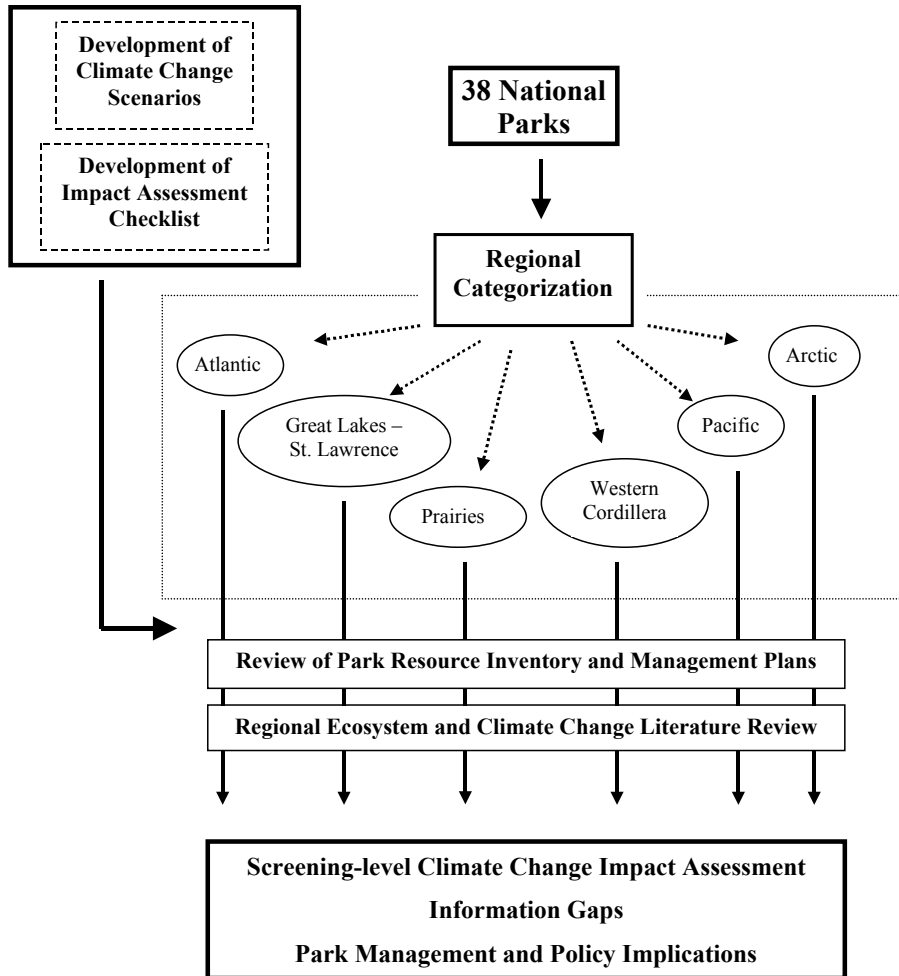 Development of
Climate Change
Scenarios
Development of
Impact Assessment
Checklist
38 National
Parks
Regional
Categorization
Atlantic
Great Lakes –
St. Lawrence
Prairies
Western
Cordillera
Pacific
Arctic
Review of Park Resource Inventory and Management Plans
Regional Ecosystem and Climate Change Literature Review
Screening-level Climate Change Impact Assessment
Information Gaps
Park Management and Policy Implications